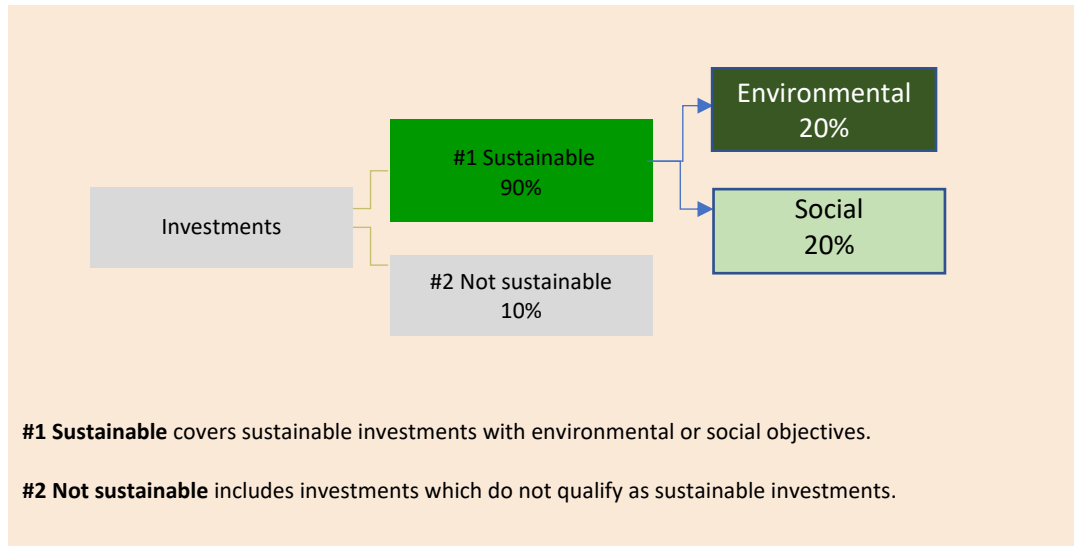 Environmental
20%
#1 Sustainable
90%
Social
20%
Investments
#2 Not sustainable
10%
#1 Sustainable covers sustainable investments with environmental or social objectives.
#2 Not sustainable includes investments which do not qualify as sustainable investments.